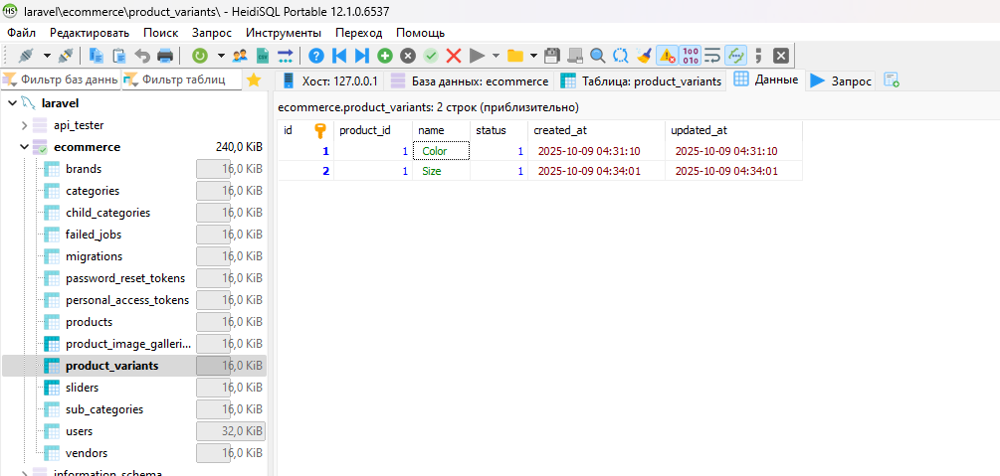 laravel\ecommerce\product_variants\ - HeidiSQL Portable 12.1.0.6537
Файл Редактировать Поиск Запрос Инструменты Переход Помощь
Фильтр баз данн Фильтр таблиц
Хост: 127.0.0.1 База данных: ecommerce Таблица: product_variants Данные Запрос
ecommerce.product_variants: 2 строк (приблизительно)
id product_id name status created_at updated_at
1 1 Color 1 2025-10-09 04:31:10 2025-10-09 04:31:10
2 1 Size 1 2025-10-09 04:34:01 2025-10-09 04:34:01
laravel
api_tester
ecommerce 240,0 KiB
brands 16,0 KiB
categories 16,0 KiB
child_categories 16,0 KiB
failed_jobs 16,0 KiB
migrations 16,0 KiB
password_reset_tokens 16,0 KiB
personal_access_tokens 16,0 KiB
products 16,0 KiB
product_image_galleri... 16,0 KiB
product_variants 16,0 KiB
sliders 16,0 KiB
sub_categories 16,0 KiB
users 32,0 KiB
vendors 16,0 KiB
information_schema